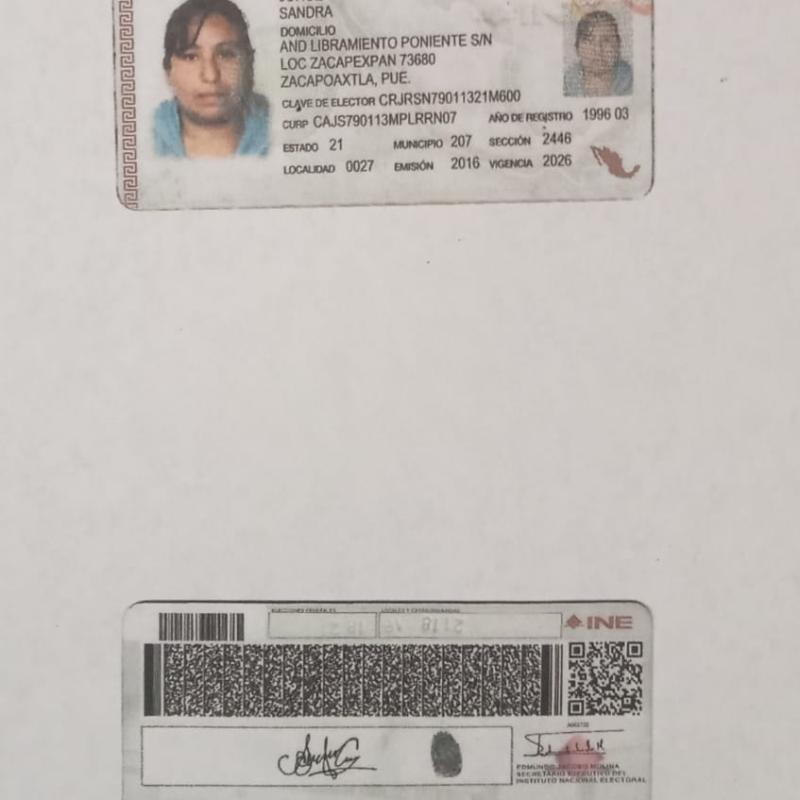 SANDRA
DOMICILIO
AND LIBRAMIENTO PONIENTE S/N
LOC ZACAPEXPAN 73680
ZACAPOAXTLA, PUE.
CLAVE DE ELECTOR CRJRSN79011321M600
CURP CAJS790113MPLRRN07 AÑO DE REGISTRO 1996 03
ESTADO 21 MUNICIPIO 207 SECCIÓN 2446
LOCALIDAD 0027 EMISIÓN 2016 VIGENCIA 2026
ELECCIONES FEDERALES LOCALES Y EXTRAORDINARIAS
INE
EDMUNDO JACOBO MOLINA
SECRETARIO EJECUTIVO DEL
INSTITUTO NACIONAL ELECTORAL